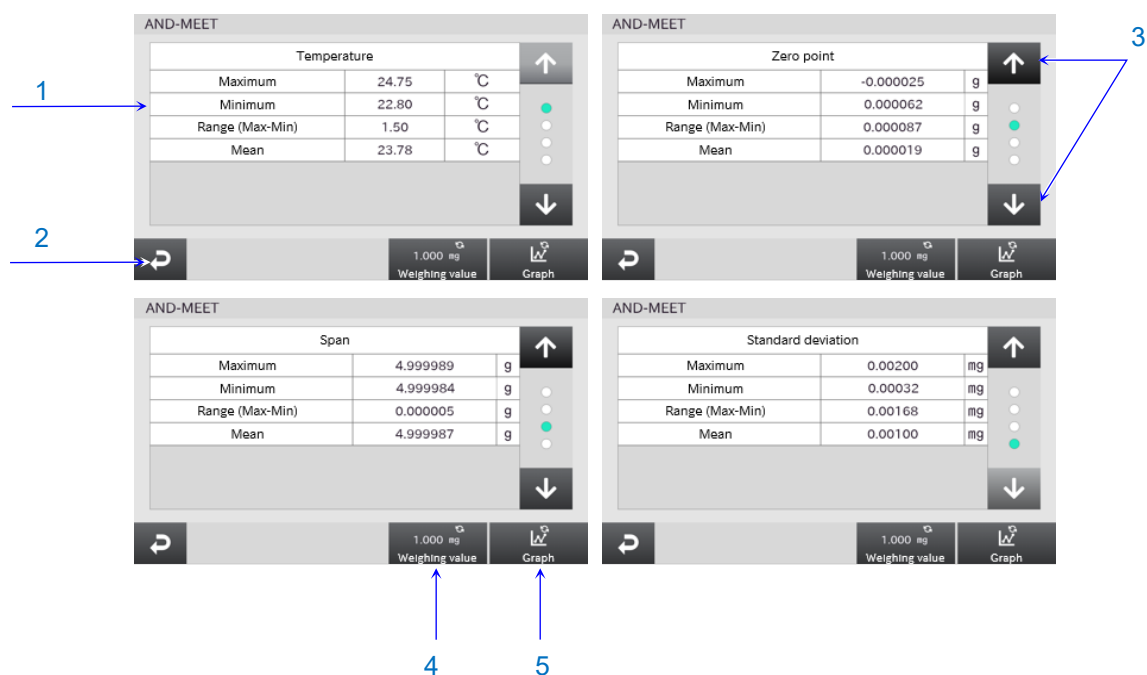 AND-MEET
Temperature
Maximum 24.75 ℃
Minimum 22.80 ℃
Range (Max-Min) 1.50 ℃
Mean 23.78 ℃
1.000 mg
Weighing value
Graph
AND-MEET
Zero point
Maximum -0.000025 g
Minimum 0.000062 g
Range (Max-Min) 0.000087 g
Mean 0.000019 g
1.000 mg
Weighing value
Graph
1
2
3
AND-MEET
Span
Maximum 4.999989 g
Minimum 4.999984 g
Range (Max-Min) 0.000005 g
Mean 4.999987 g
1.000 mg
Weighing value
Graph
AND-MEET
Standard deviation
Maximum 0.00200 mg
Minimum 0.00032 mg
Range (Max-Min) 0.00168 mg
Mean 0.00100 mg
1.000 mg
Weighing value
Graph
4
5